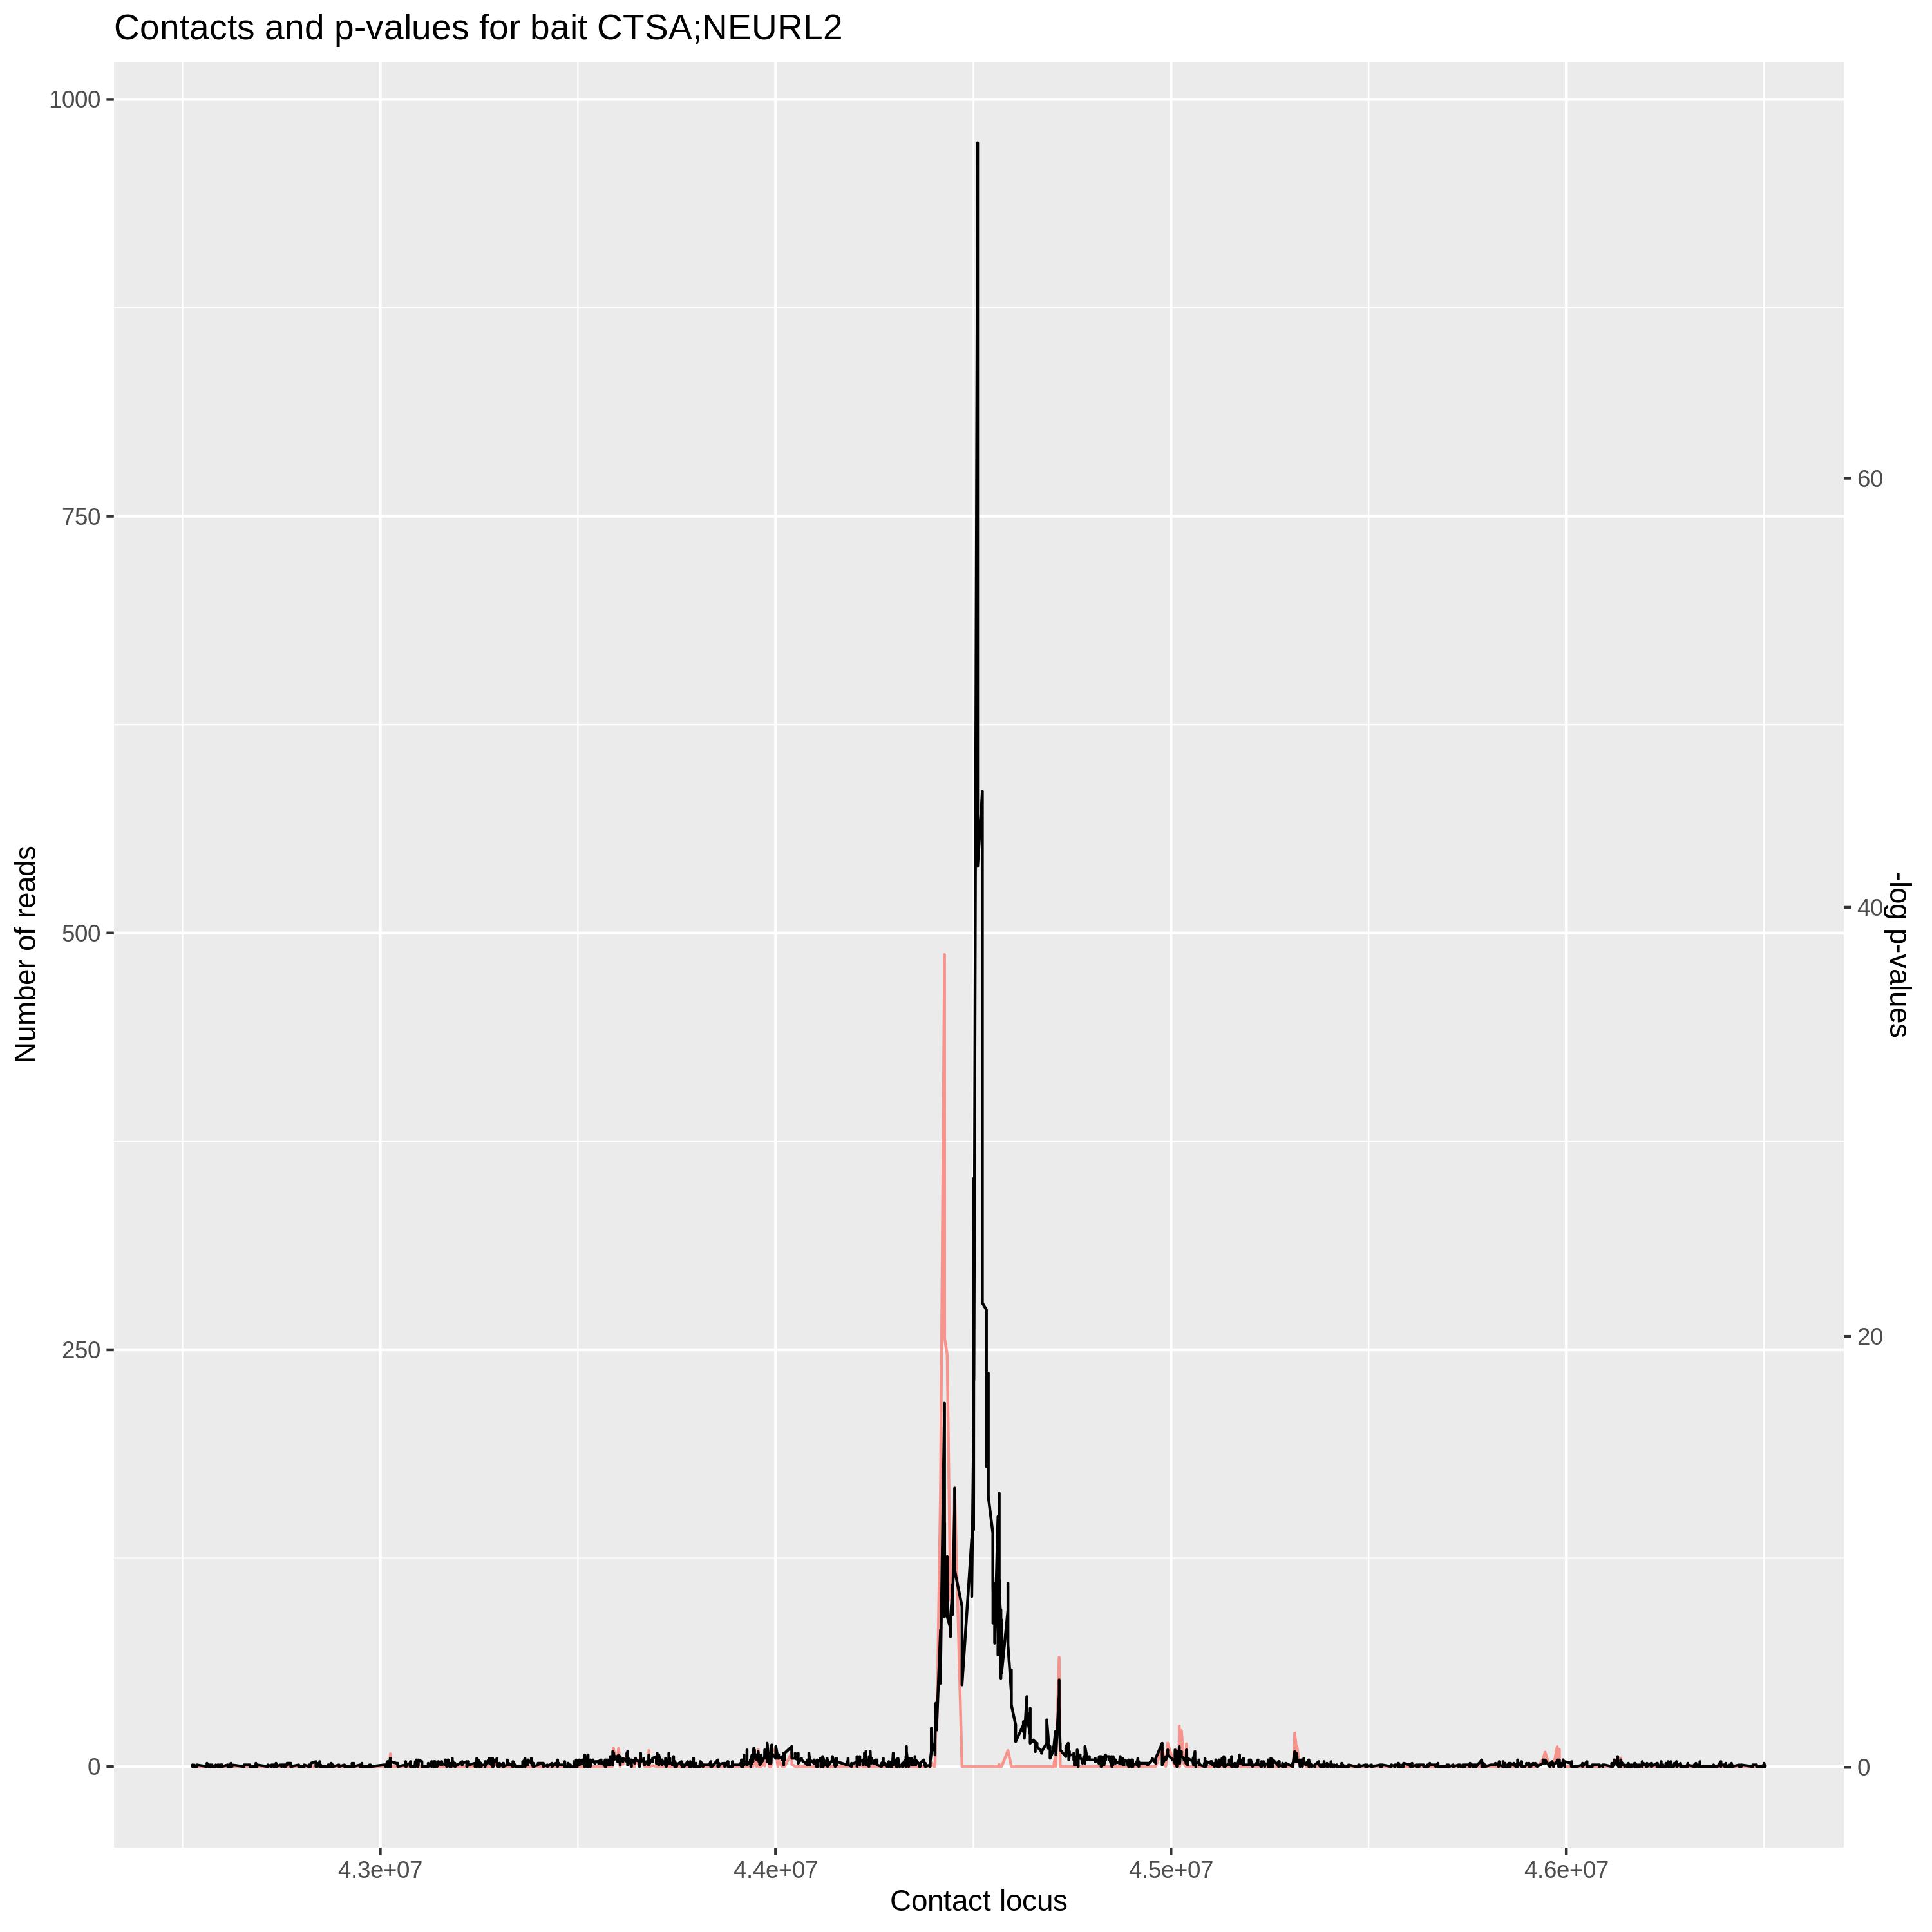 Contacts and p-values for bait CTSA;NEURL2
1000
750
500
250
0
Number of reads
60
40
20
0
-log p-values
4.3e+07
4.4e+07
4.5e+07
4.6e+07
Contact locus